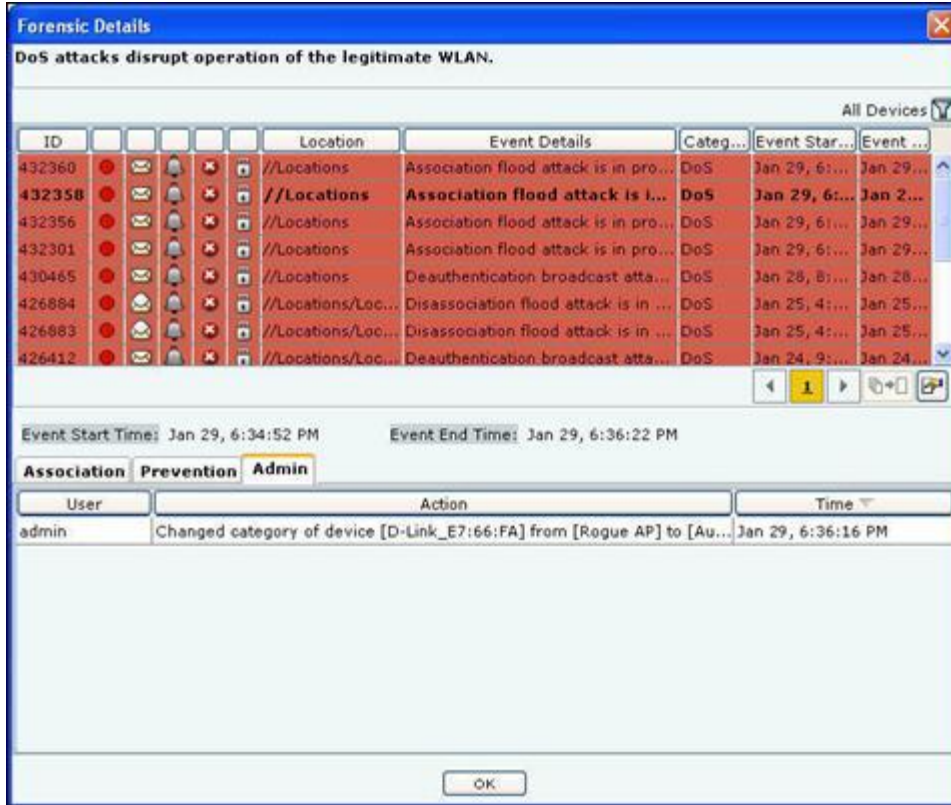 Forensic Details
DoS attacks disrupt operation of the legitimate WLAN.
All Devices
ID Location Event Details Categ... Event Star... Event ...
432360 //Locations Association flood attack is in pro... DoS Jan 29, 6:... Jan 29...
432358 //Locations Association flood attack is i... DoS Jan 29, 6:... Jan 2...
432356 //Locations Association flood attack is in pro... DoS Jan 29, 6:... Jan 29...
432301 //Locations Association flood attack is in pro... DoS Jan 29, 6:... Jan 29...
430465 //Locations Deauthentication broadcast atta... DoS Jan 28, 8:... Jan 28...
426884 //Locations/Loc... Disassociation flood attack is in ... DoS Jan 25, 4:... Jan 25...
426883 //Locations/Loc... Disassociation flood attack is in ... DoS Jan 25, 4:... Jan 25...
426412 //Locations/Loc... Deauthentication broadcast atta... DoS Jan 24, 9:... Jan 24...
1
Event Start Time: Jan 29, 6:34:52 PM Event End Time: Jan 29, 6:36:22 PM
Association Prevention Admin
User Action Time
admin Changed category of device [D-Link_E7:66:FA] from [Rogue AP] to [Au... Jan 29, 6:36:16 PM
OK